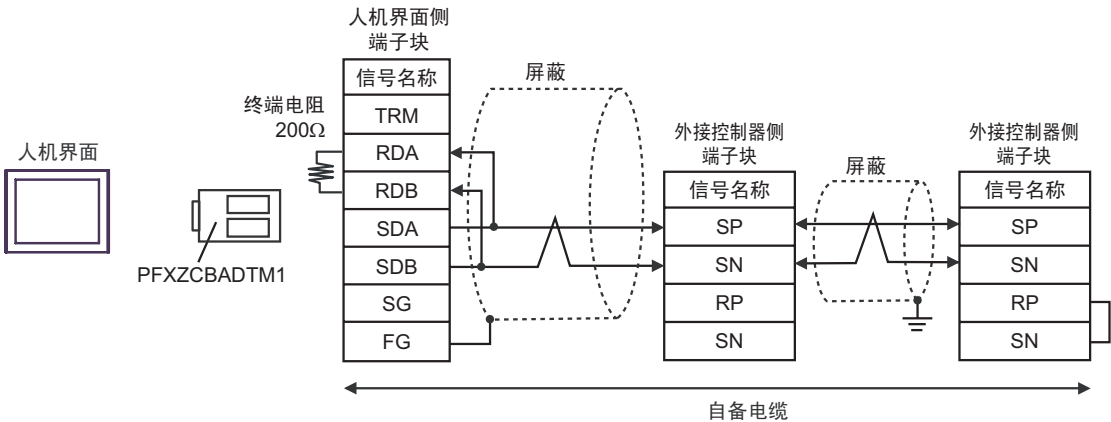 人机界面
PFXZCBADTM1
终端电阻
200Ω
人机界面侧
端子块
信号名称
TRM
RDA
RDB
SDA
SDB
SG
FG
屏蔽
外接控制器侧
端子块
信号名称
SP
SN
RP
SN
屏蔽
外接控制器侧
端子块
信号名称
SP
SN
RP
SN
自备电缆